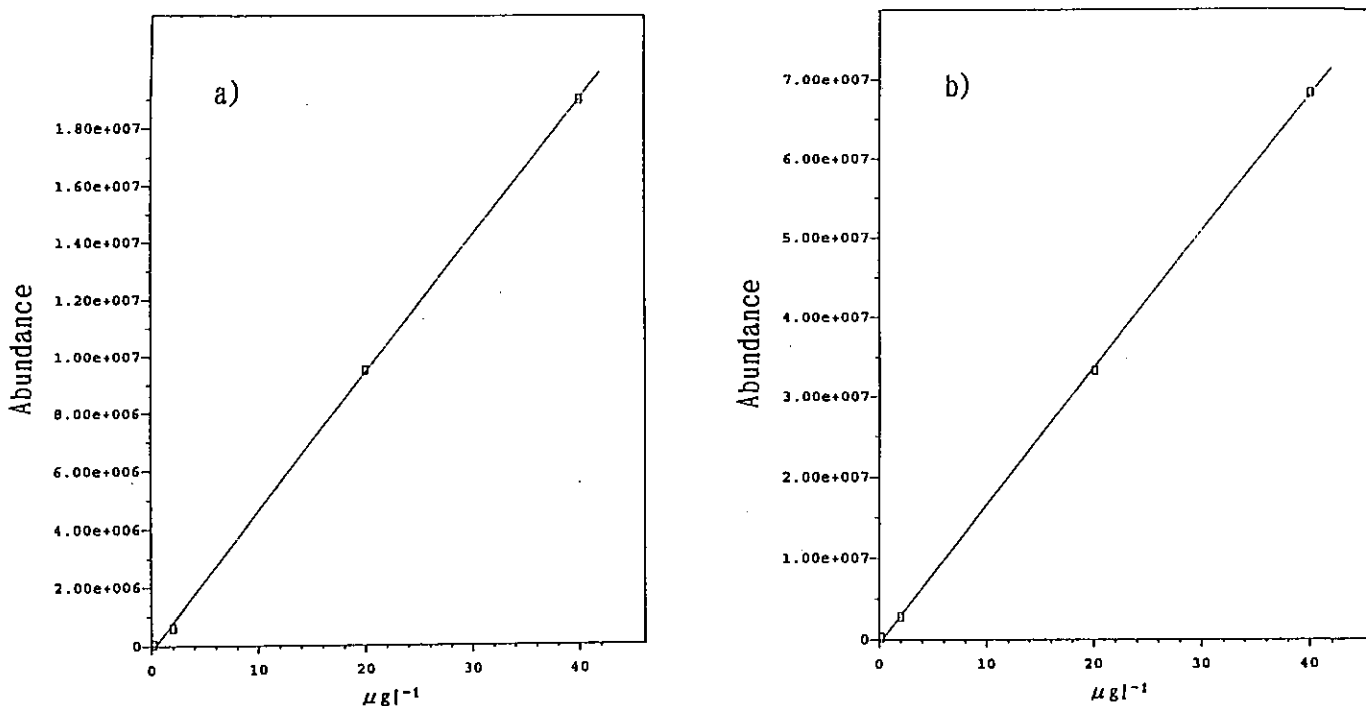 a)
Abundance
1.80e+007
1.60e+007
1.40e+007
1.20e+007
1.00e+007
8.00e+006
6.00e+006
4.00e+006
2.00e+006
0
0 10 20 30 40
μgl⁻¹
b)
Abundance
7.00e+007
6.00e+007
5.00e+007
4.00e+007
3.00e+007
2.00e+007
1.00e+007
0
0 10 20 30 40
μgl⁻¹